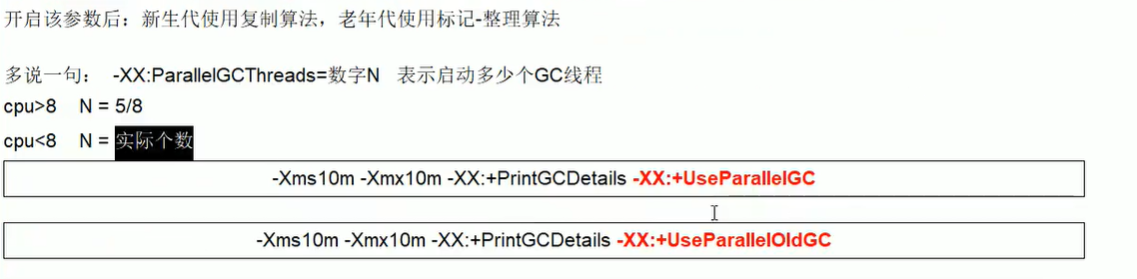 开启该参数后：新生代使用复制算法，老年代使用标记-整理算法
多说一句： -XX:ParallelGCThreads=数字N 表示启动多少个GC线程
cpu>8 N = 5/8
cpu<8 N = 实际个数
-Xms10m -Xmx10m -XX:+PrintGCDetails -XX:+UseParallelGC
-Xms10m -Xmx10m -XX:+PrintGCDetails -XX:+UseParallelOldGC